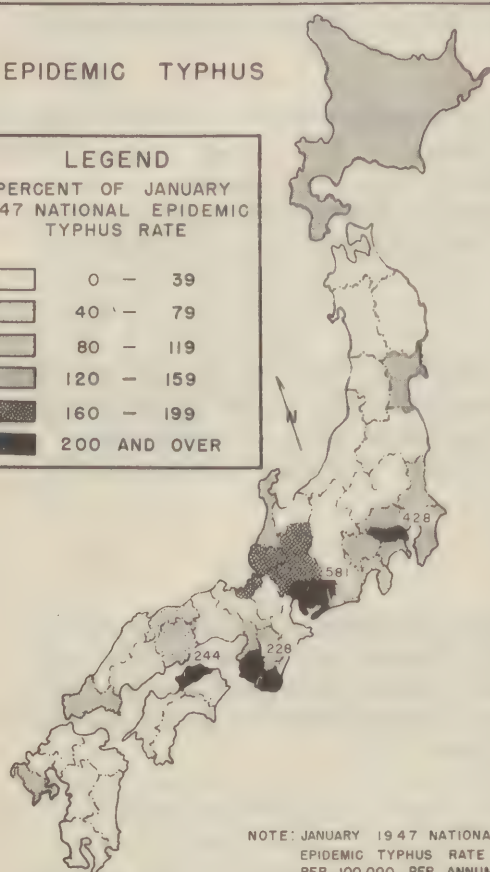 EPIDEMIC TYPHUS
LEGEND
PERCENT OF JANUARY
47 NATIONAL EPIDEMIC
TYPHUS RATE
0 — 39
40 — 79
80 — 119
120 — 159
160 — 199
200 AND OVER
N
428
581
244
228
NOTE: JANUARY 1947 NATIONA
EPIDEMIC TYPHUS RATE
PER 100,000 PER ANNUM